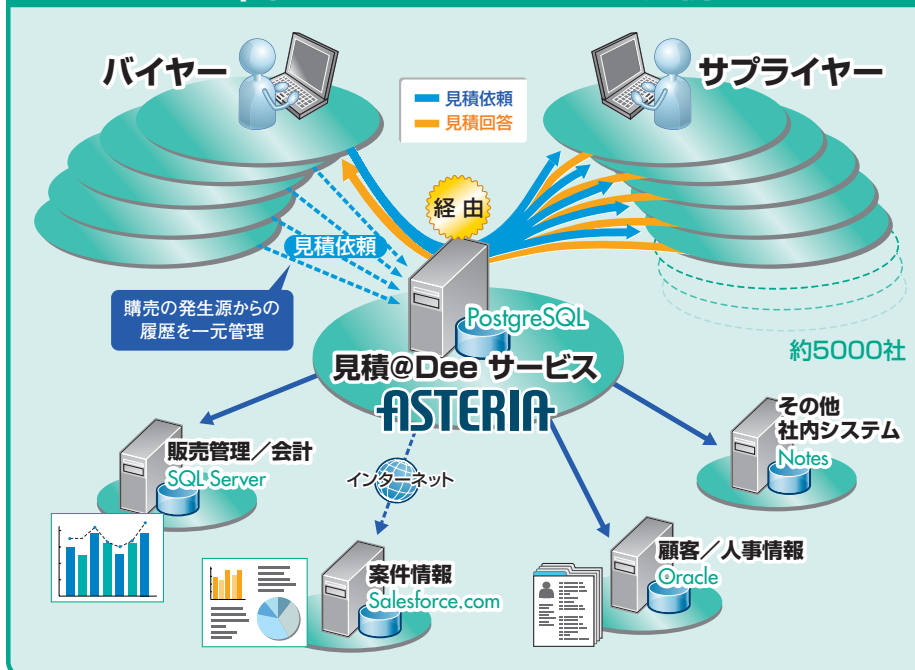 バイヤー
サプライヤー
見積依頼
見積回答
経由
見積依頼
購売の発生源からの
履歴を一元管理
PostgreSQL
約5000社
見積@Dee サービス
ASTERIA
販売管理／会計
SQL Server
インターネット
その他
社内システム
Notes
案件情報
Salesforce.com
顧客／人事情報
Oracle